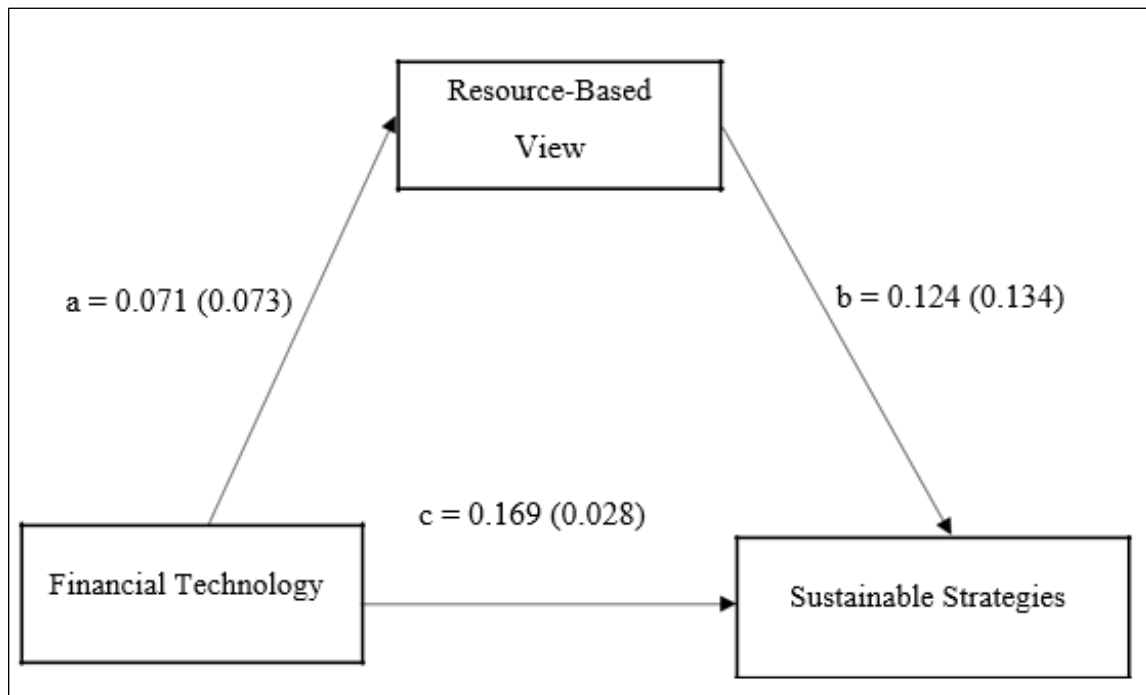 Resource-Based
View
a = 0.071 (0.073)
b = 0.124 (0.134)
c = 0.169 (0.028)
Financial Technology
Sustainable Strategies